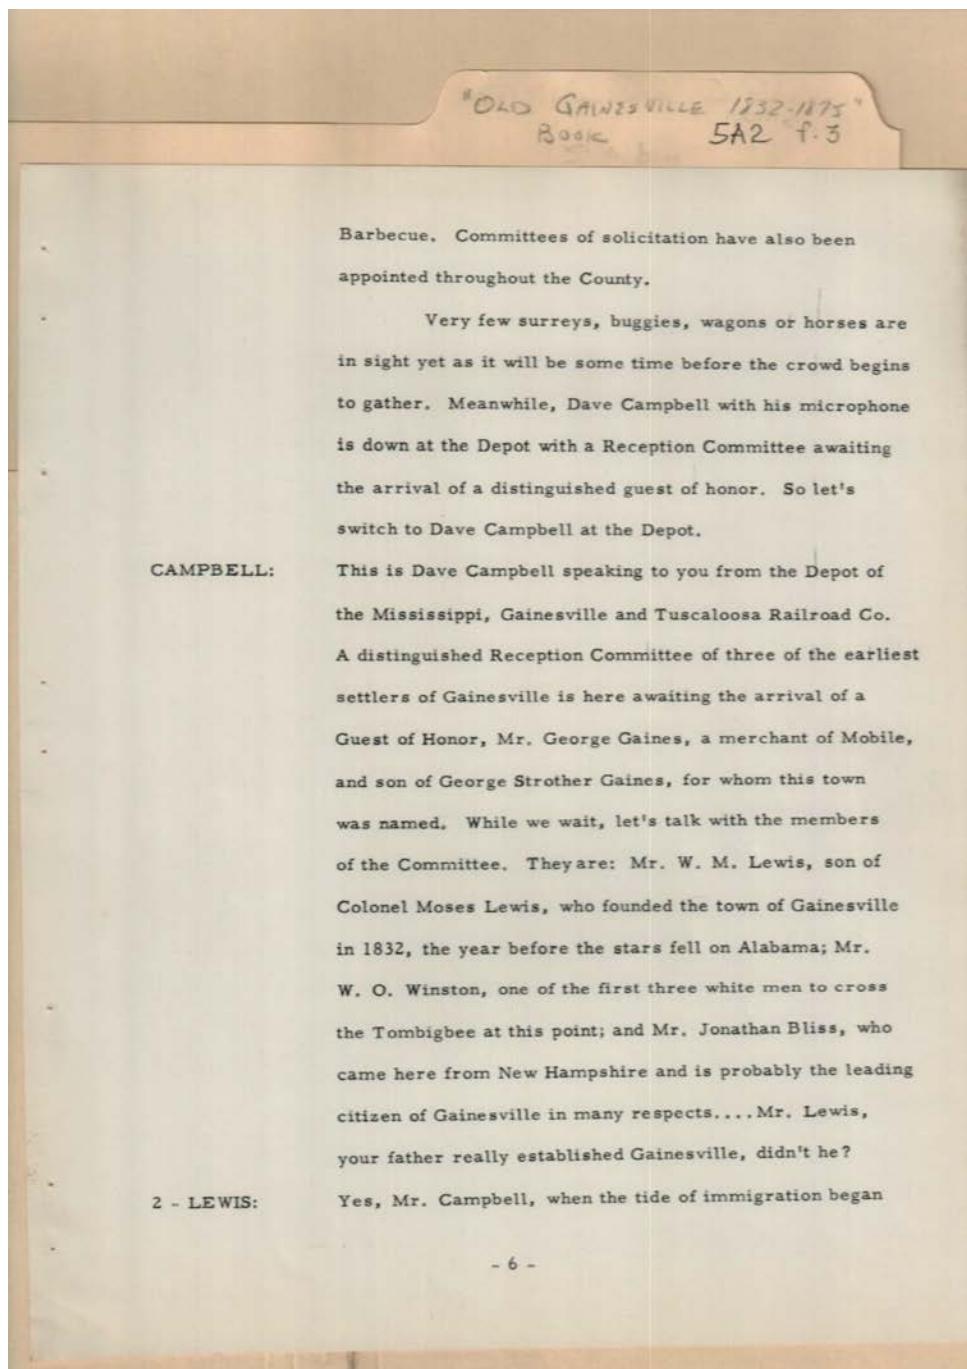 "OLD GAINESVILLE 1832-1875"
BOOK 5A2 f.3
Barbecue. Committees of solicitation have also been
appointed throughout the County.
Very few surreys, buggies, wagons or horses are
in sight yet as it will be some time before the crowd begins
to gather. Meanwhile, Dave Campbell with his microphone
is down at the Depot with a Reception Committee awaiting
the arrival of a distinguished guest of honor. So let's
switch to Dave Campbell at the Depot.
CAMPBELL: This is Dave Campbell speaking to you from the Depot of
the Mississippi, Gainesville and Tuscaloosa Railroad Co.
A distinguished Reception Committee of three of the earliest
settlers of Gainesville is here awaiting the arrival of a
Guest of Honor, Mr. George Gaines, a merchant of Mobile,
and son of George Strother Gaines, for whom this town
was named. While we wait, let's talk with the members
of the Committee. They are: Mr. W. M. Lewis, son of
Colonel Moses Lewis, who founded the town of Gainesville
in 1832, the year before the stars fell on Alabama; Mr.
W. O. Winston, one of the first three white men to cross
the Tombigbee at this point; and Mr. Jonathan Bliss, who
came here from New Hampshire and is probably the leading
citizen of Gainesville in many respects....Mr. Lewis,
your father really established Gainesville, didn't he?
2 - LEWIS: Yes, Mr. Campbell, when the tide of immigration began
- 6 -